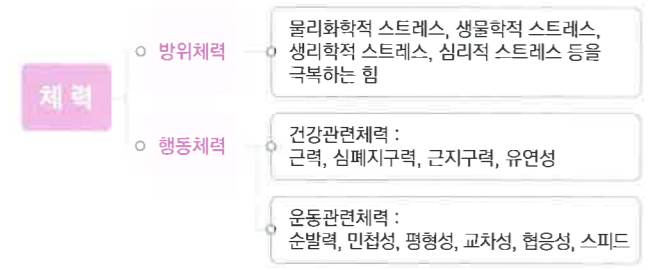 체 력
방위체력
물리화학적 스트레스, 생물학적 스트레스,
생리학적 스트레스, 심리적 스트레스 등을
극복하는 힘
행동체력
건강관련체력 :
근력, 심폐지구력, 근지구력, 유연성
운동관련체력 :
순발력, 민첩성, 평형성, 교차성, 협응성, 스피드